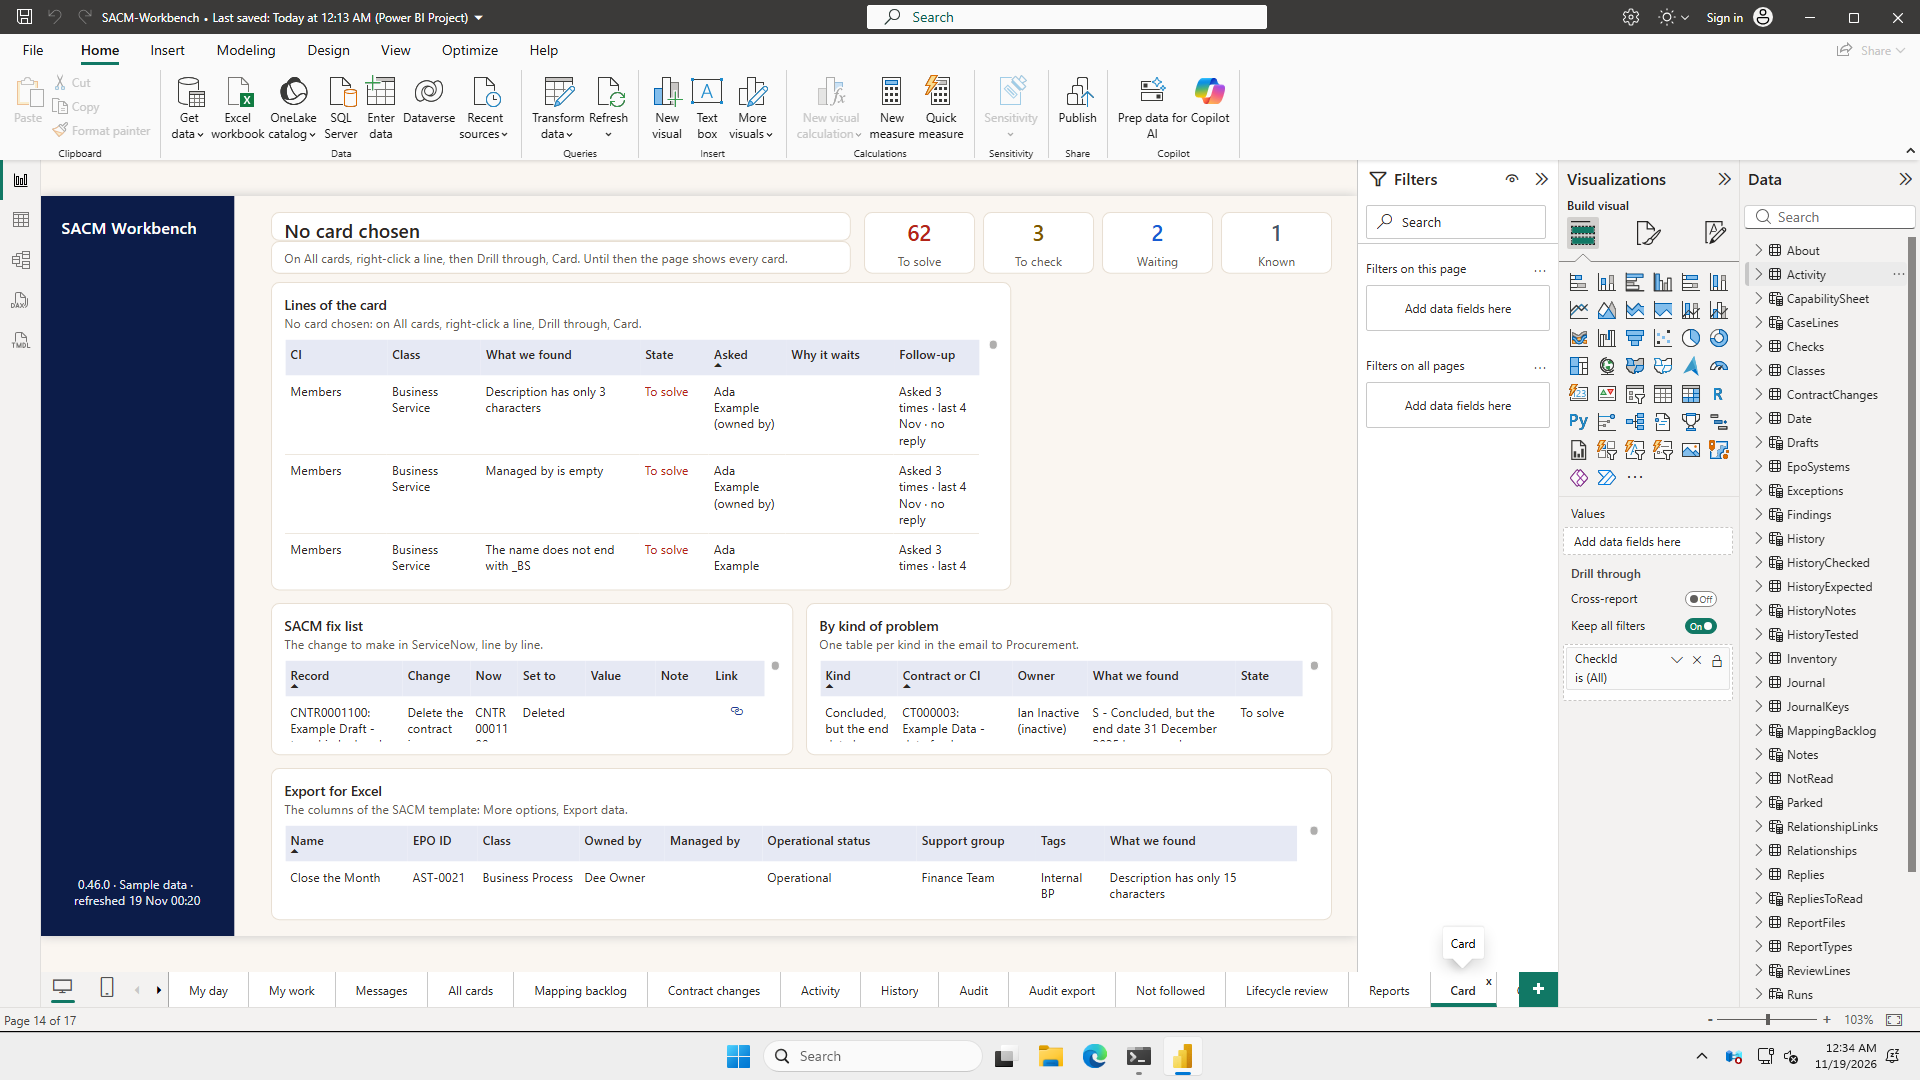 SACM-Workbench • Last saved: Today at 12:13 AM (Power BI Project)
Search
Sign in
File
Home
Insert
Modeling
Design
View
Optimize
Help
Share
Paste
Cut
Copy
Format painter
Clipboard
Get data
Excel workbook
OneLake catalog
SQL Server
Enter data
Dataverse
Recent sources
Data
Transform data
Refresh
Queries
New visual
Text box
More visuals
Insert
New visual calculation
New measure
Quick measure
Calculations
Sensitivity
Sensitivity
Publish
Share
Prep data for AI
Copilot
Copilot
SACM Workbench
0.46.0 · Sample data ·
refreshed 19 Nov 00:20
No card chosen
On All cards, right-click a line, then Drill through, Card. Until then the page shows every card.
62
To solve
3
To check
2
Waiting
1
Known
Lines of the card
No card chosen: on All cards, right-click a line, Drill through, Card.
CI Class What we found State Asked Why it waits Follow-up
Members Business Service Description has only 3 characters To solve Ada Example (owned by) Asked 3 times · last 4 Nov · no reply
Members Business Service Managed by is empty To solve Ada Example (owned by) Asked 3 times · last 4 Nov · no reply
Members Business Service The name does not end with _BS To solve Ada Example Asked 3 times · last 4
SACM fix list
The change to make in ServiceNow, line by line.
Record Change Now Set to Value Note Link
CNTR0001100: Example Draft - Delete the contract CNTR 00011 Deleted
By kind of problem
One table per kind in the email to Procurement.
Kind Contract or CI Owner What we found State
Concluded, but the end CT000003: Example Data - Ian Inactive (inactive) S - Concluded, but the end date 31 December To solve
Export for Excel
The columns of the SACM template: More options, Export data.
Name EPO ID Class Owned by Managed by Operational status Support group Tags What we found
Close the Month AST-0021 Business Process Dee Owner Operational Finance Team Internal BP Description has only 15 characters
Filters
Search
Filters on this page
Add data fields here
Filters on all pages
Add data fields here
Visualizations
Build visual
R
Py
Values
Add data fields here
Drill through
Cross-report
Off
Keep all filters
On
CheckId
is (All)
Data
Search
About
Activity
CapabilitySheet
CaseLines
Checks
Classes
ContractChanges
Date
Drafts
EpoSystems
Exceptions
Findings
History
HistoryChecked
HistoryExpected
HistoryNotes
HistoryTested
Inventory
Journal
JournalKeys
MappingBacklog
Notes
NotRead
Parked
RelationshipLinks
Relationships
Replies
RepliesToRead
ReportFiles
ReportTypes
ReviewLines
Runs
Card
My day
My work
Messages
All cards
Mapping backlog
Contract changes
Activity
History
Audit
Audit export
Not followed
Lifecycle review
Reports
Card
Page 14 of 17
103%
Search
12:34 AM
11/19/2026